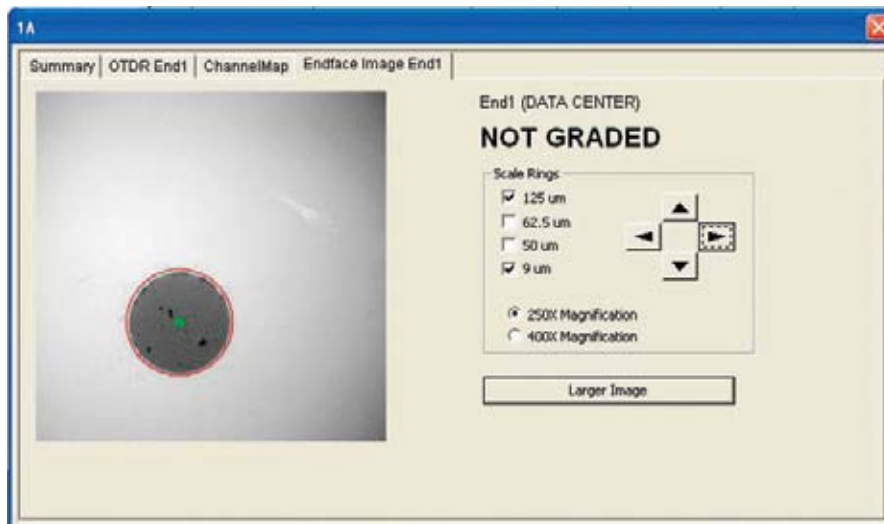 1A
Summary
OTDR End1
ChannelMap
Endface Image End1
End1 (DATA CENTER)
NOT GRADED
Scale Rings
125 um
62.5 um
50 um
9 um
250X Magnification
400X Magnification
Larger Image